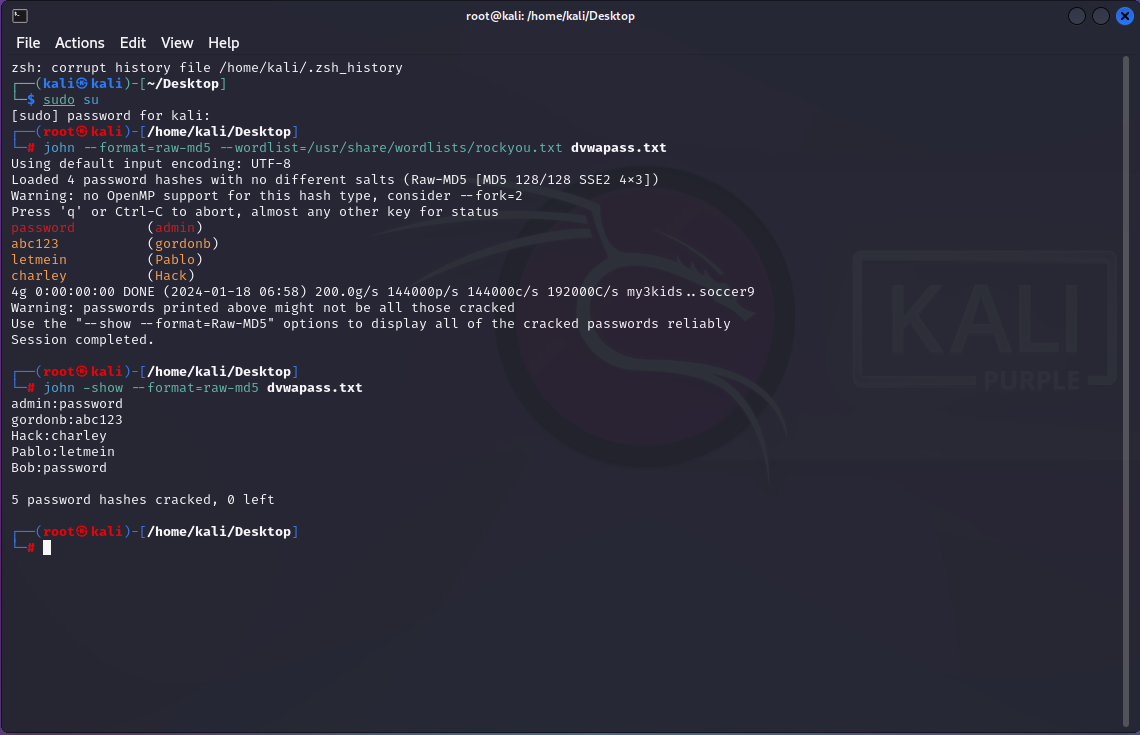 root@kali: /home/kali/Desktop
File Actions Edit View Help
zsh: corrupt history file /home/kali/.zsh_history
┌──(kali㉿kali)-[~/Desktop]
└─$ sudo su
[sudo] password for kali:
┌──(root㉿kali)-[/home/kali/Desktop]
└─# john --format=raw-md5 --wordlist=/usr/share/wordlists/rockyou.txt dvwapass.txt
Using default input encoding: UTF-8
Loaded 4 password hashes with no different salts (Raw-MD5 [MD5 128/128 SSE2 4×3])
Warning: no OpenMP support for this hash type, consider --fork=2
Press 'q' or Ctrl-C to abort, almost any other key for status
password (admin)
abc123 (gordonb)
letmein (Pablo)
charley (Hack)
4g 0:00:00:00 DONE (2024-01-18 06:58) 200.0g/s 144000p/s 144000c/s 192000C/s my3kids..soccer9
Warning: passwords printed above might not be all those cracked
Use the "--show --format=Raw-MD5" options to display all of the cracked passwords reliably
Session completed.
┌──(root㉿kali)-[/home/kali/Desktop]
└─# john -show --format=raw-md5 dvwapass.txt
admin:password
gordonb:abc123
Hack:charley
Pablo:letmein
Bob:password
5 password hashes cracked, 0 left
┌──(root㉿kali)-[/home/kali/Desktop]
└─#
KALI
PURPLE